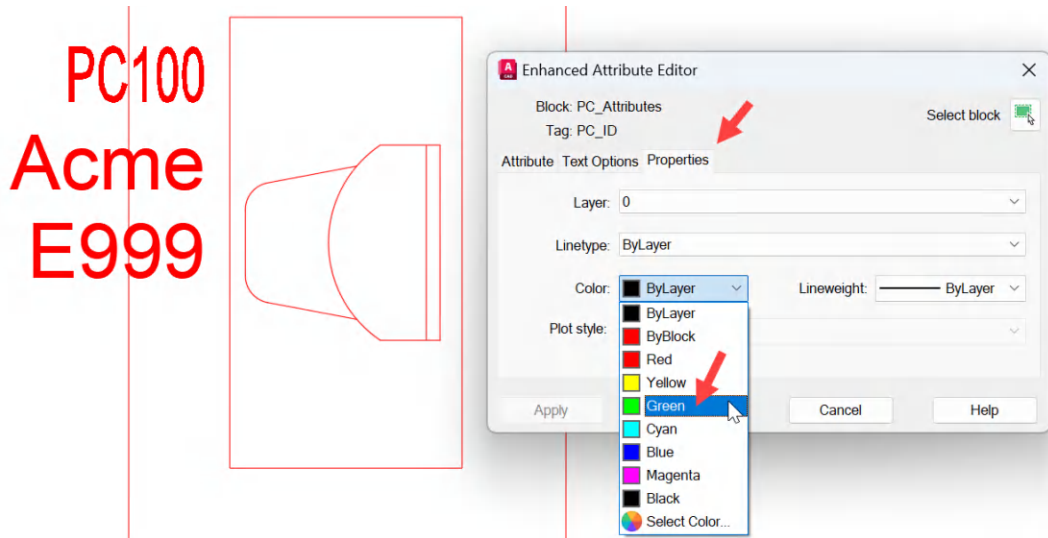 PC100
Acme
E999
Enhanced Attribute Editor
Block: PC_Attributes
Tag: PC_ID
Select block
Attribute Text Options Properties
Layer: 0
Linetype: ByLayer
Color: ByLayer Lineweight: ByLayer
ByLayer
Plot style: ByBlock
Red
Yellow
Green
Apply Cancel Help
Cyan
Blue
Magenta
Black
Select Color...